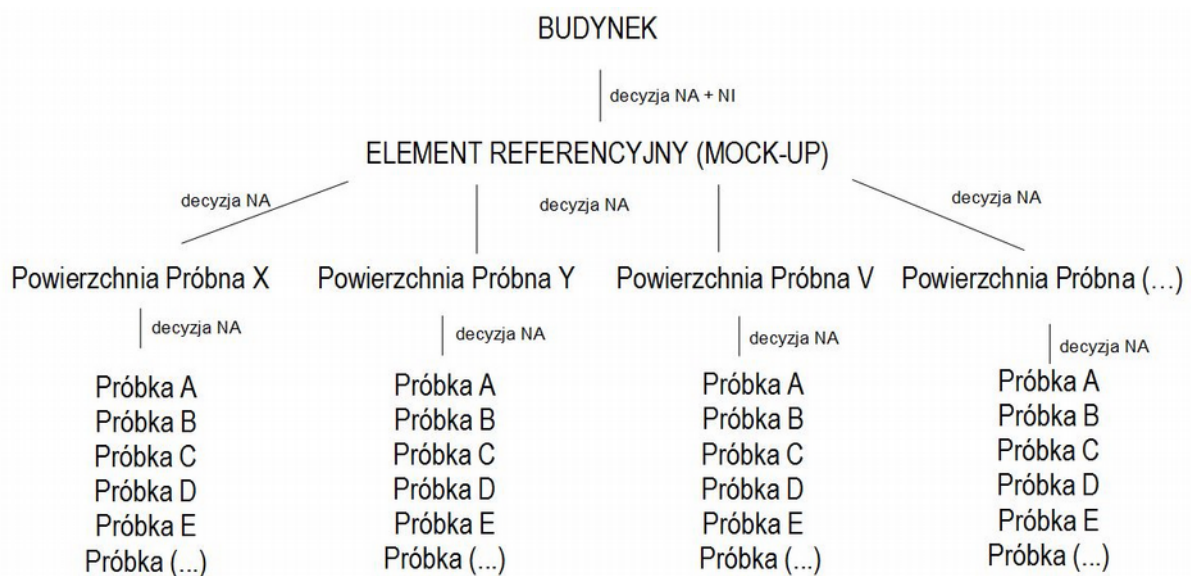 BUDYNEK
decyzja NA + NI
ELEMENT REFERENCYJNY (MOCK-UP)
decyzja NA decyzja NA decyzja NA
Powierzchnia Próbna X Powierzchnia Próbna Y Powierzchnia Próbna V Powierzchnia Próbna (...)
decyzja NA decyzja NA decyzja NA decyzja NA
Próbka A Próbka A Próbka A Próbka A
Próbka B Próbka B Próbka B Próbka B
Próbka C Próbka C Próbka C Próbka C
Próbka D Próbka D Próbka D Próbka D
Próbka E Próbka E Próbka E Próbka E
Próbka (...) Próbka (...) Próbka (...) Próbka (...)